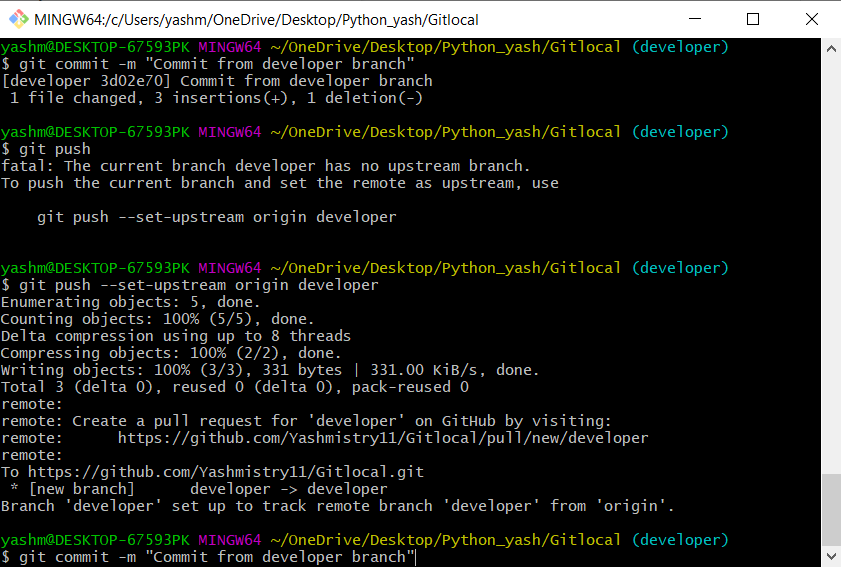 MINGW64:/c/Users/yashm/OneDrive/Desktop/Python_yash/Gitlocal
yashm@DESKTOP-67593PK MINGW64 ~/OneDrive/Desktop/Python_yash/Gitlocal (developer)
$ git commit -m "Commit from developer branch"
[developer 3d02e70] Commit from developer branch
 1 file changed, 3 insertions(+), 1 deletion(-)

yashm@DESKTOP-67593PK MINGW64 ~/OneDrive/Desktop/Python_yash/Gitlocal (developer)
$ git push
fatal: The current branch developer has no upstream branch.
To push the current branch and set the remote as upstream, use

    git push --set-upstream origin developer


yashm@DESKTOP-67593PK MINGW64 ~/OneDrive/Desktop/Python_yash/Gitlocal (developer)
$ git push --set-upstream origin developer
Enumerating objects: 5, done.
Counting objects: 100% (5/5), done.
Delta compression using up to 8 threads
Compressing objects: 100% (2/2), done.
Writing objects: 100% (3/3), 331 bytes | 331.00 KiB/s, done.
Total 3 (delta 0), reused 0 (delta 0), pack-reused 0
remote:
remote: Create a pull request for 'developer' on GitHub by visiting:
remote:      https://github.com/Yashmistry11/Gitlocal/pull/new/developer
remote:
To https://github.com/Yashmistry11/Gitlocal.git
 * [new branch]      developer -> developer
Branch 'developer' set up to track remote branch 'developer' from 'origin'.

yashm@DESKTOP-67593PK MINGW64 ~/OneDrive/Desktop/Python_yash/Gitlocal (developer)
$ git commit -m "Commit from developer branch"